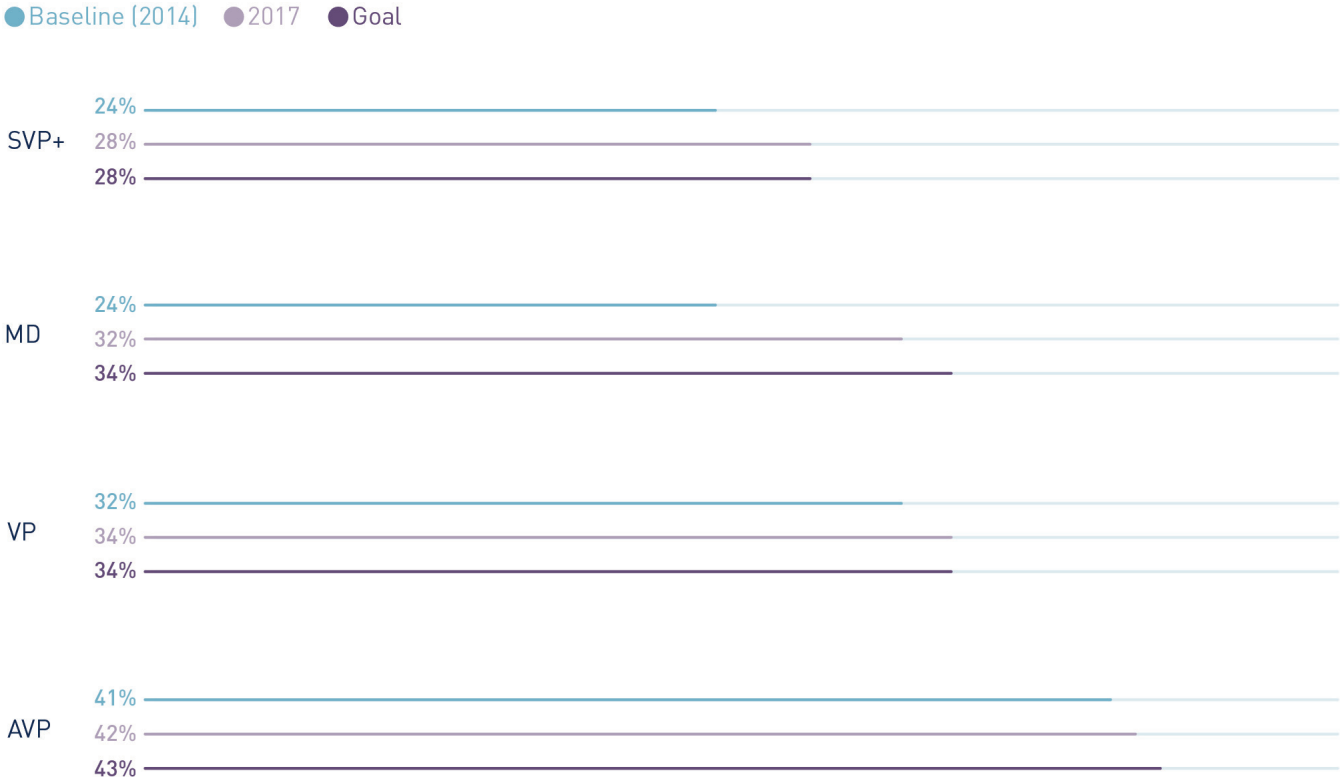 Baseline (2014) 2017 Goal
24%
SVP+ 28%
28%
24%
MD 32%
34%
32%
VP 34%
34%
41%
AVP 42%
43%